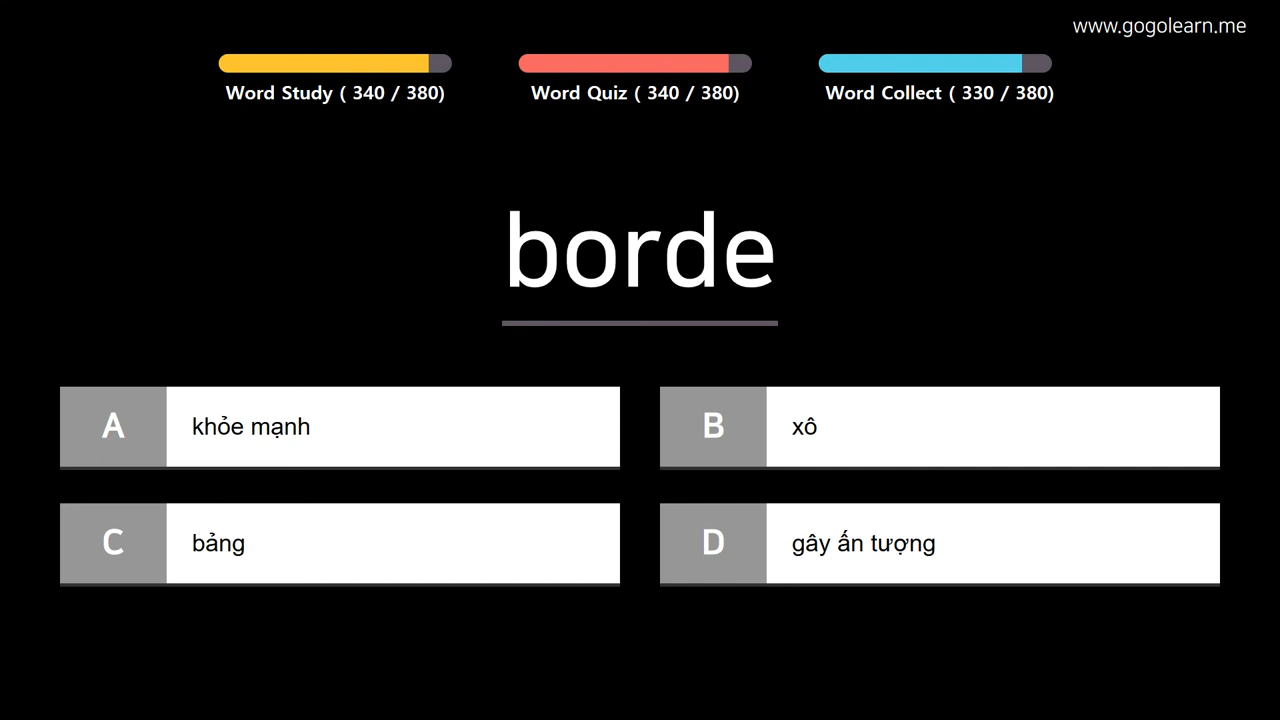 www.gogolearn.me
Word Study ( 340 / 380)
Word Quiz ( 340 / 380)
Word Collect ( 330 / 380)
borde
A khỏe mạnh
B xô
C bảng
D gây ấn tượng